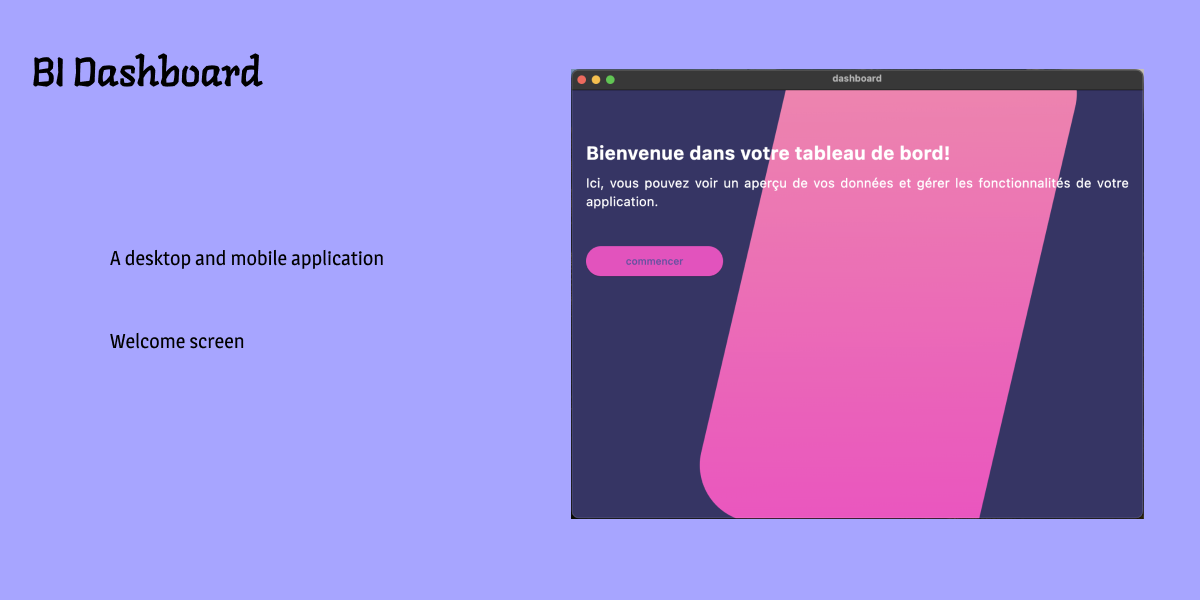 BI Dashboard
A desktop and mobile application
Welcome screen
dashboard
Bienvenue dans votre tableau de bord!
Ici, vous pouvez voir un aperçu de vos données et gérer les fonctionnalités de votre
application.
commencer